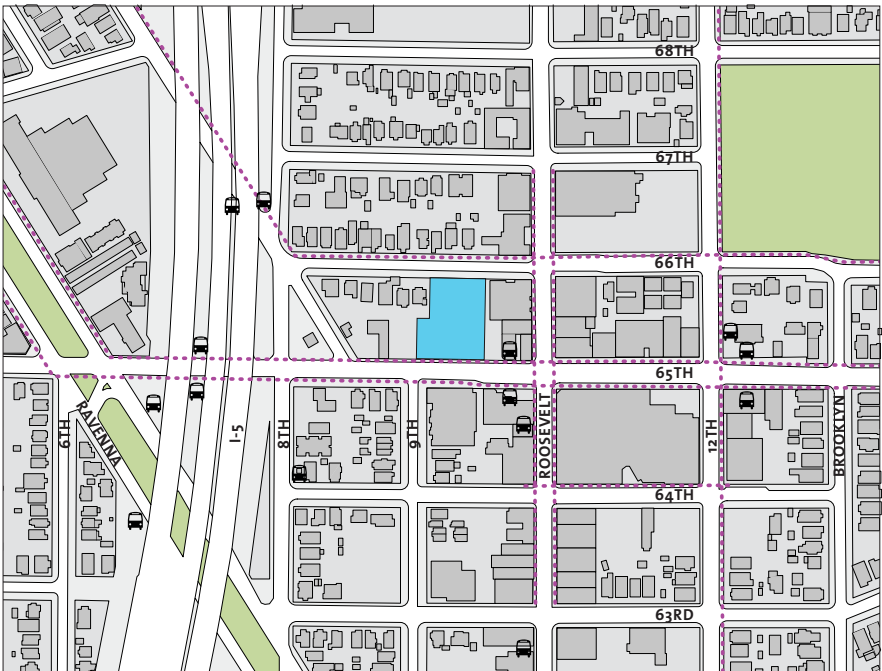 68TH
67TH
66TH
65TH
6TH
RAVENNA
I-5
8TH
9TH
ROOSEVELT
12TH
BROOKLYN
64TH
63RD